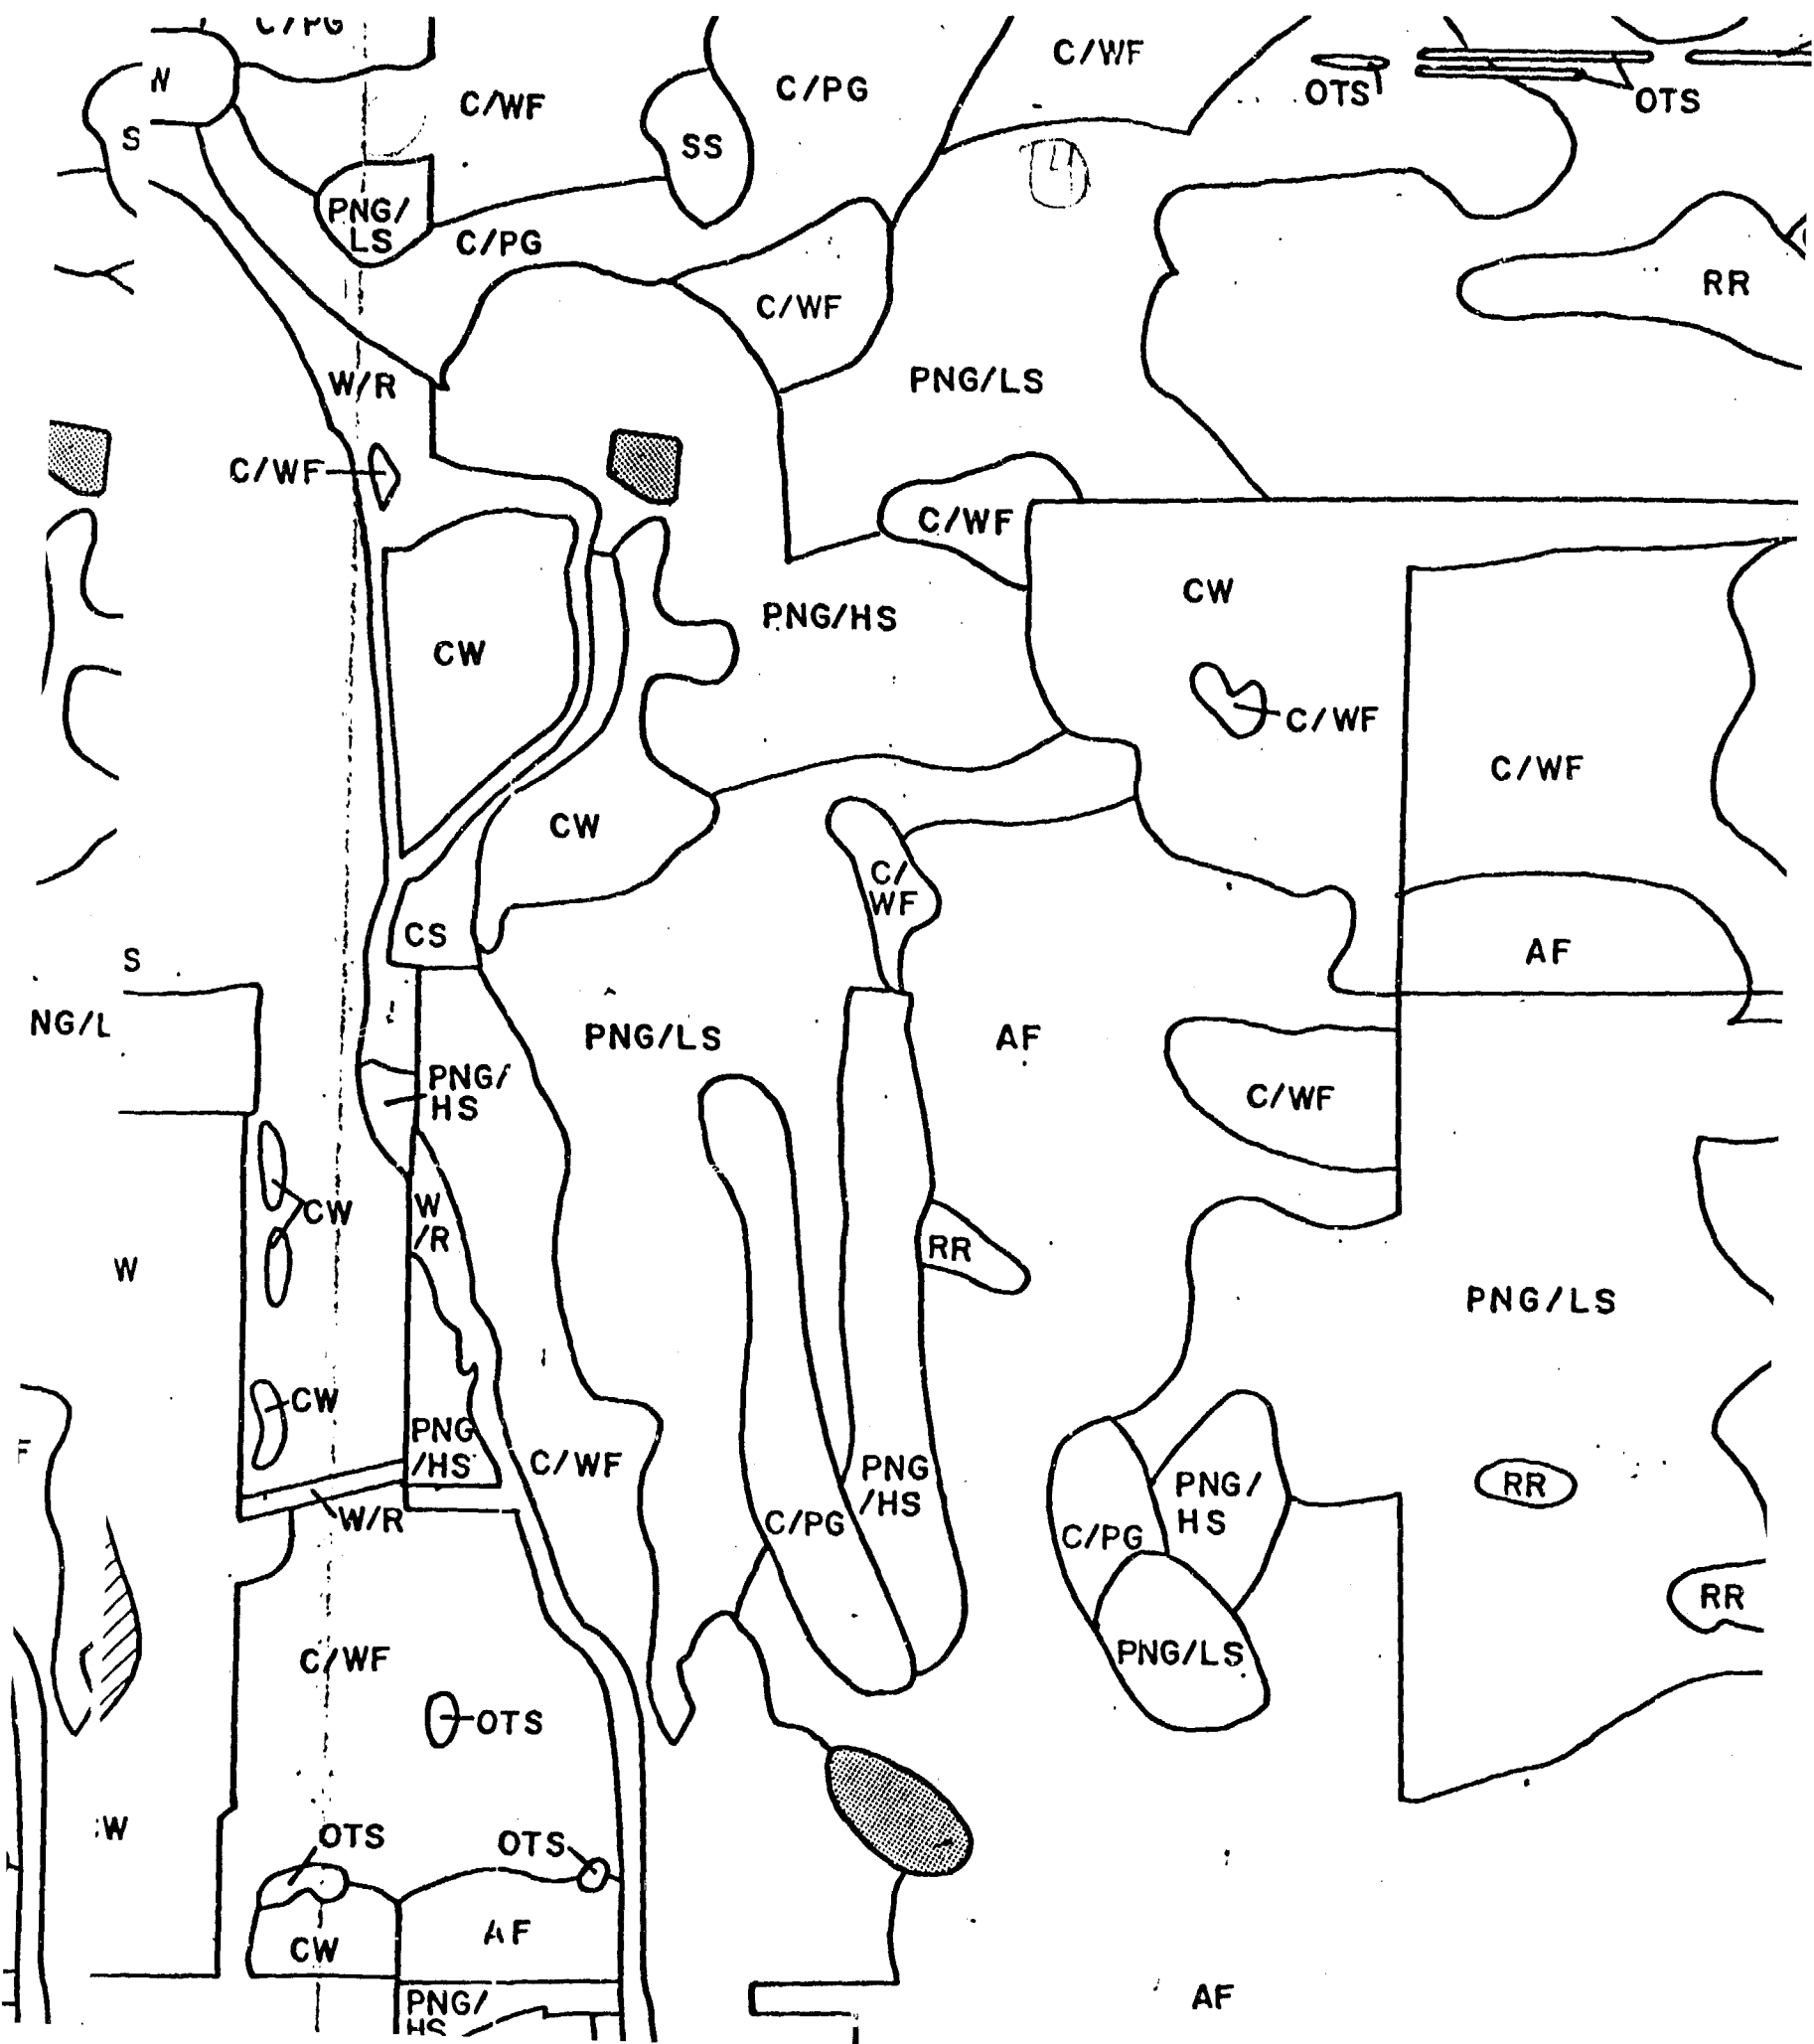 C/PG
C/WF
W
C/WF
C/PG
OTS
OTS
S
SS
PNG/
LS
C/PG
C/WF
RR
W/R
PNG/LS
C/WF
C/WF
CW
PNG/HS
CW
C/WF
C/WF
CW
C/
WF
CS
AF
S
NG/L
PNG/LS
AF
PNG/
HS
C/WF
CW
W
/R
RR
W
PNG/LS
CW
F
PNG
/HS
C/WF
PNG
/HS
PNG/
HS
RR
W/R
C/PG
C/PG
RR
C/WF
PNG/LS
OTS
W
OTS
OTS
CW
AF
PNG/
HS
AF